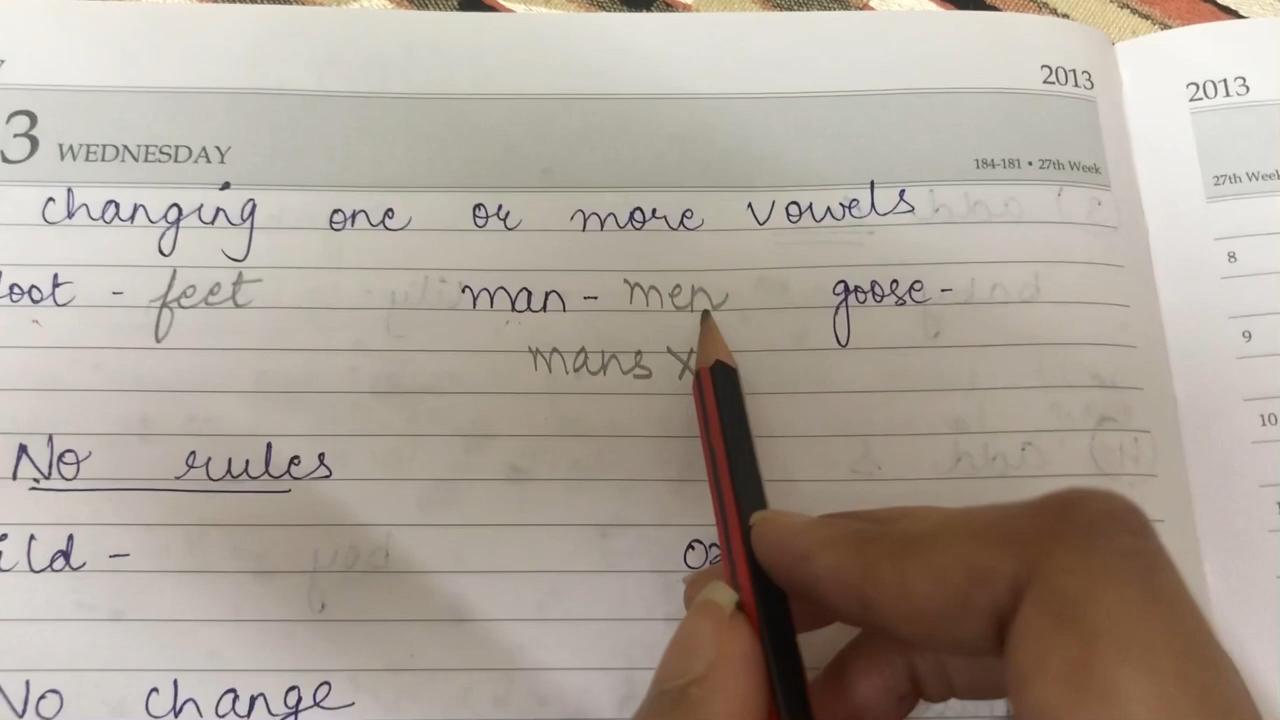 2013
3 WEDNESDAY
184-181 • 27th Week
changing one or more vowels
oot - feet man - men goose -
mans x
No rules
ild -
No change
2013
27th Week
8
9
10